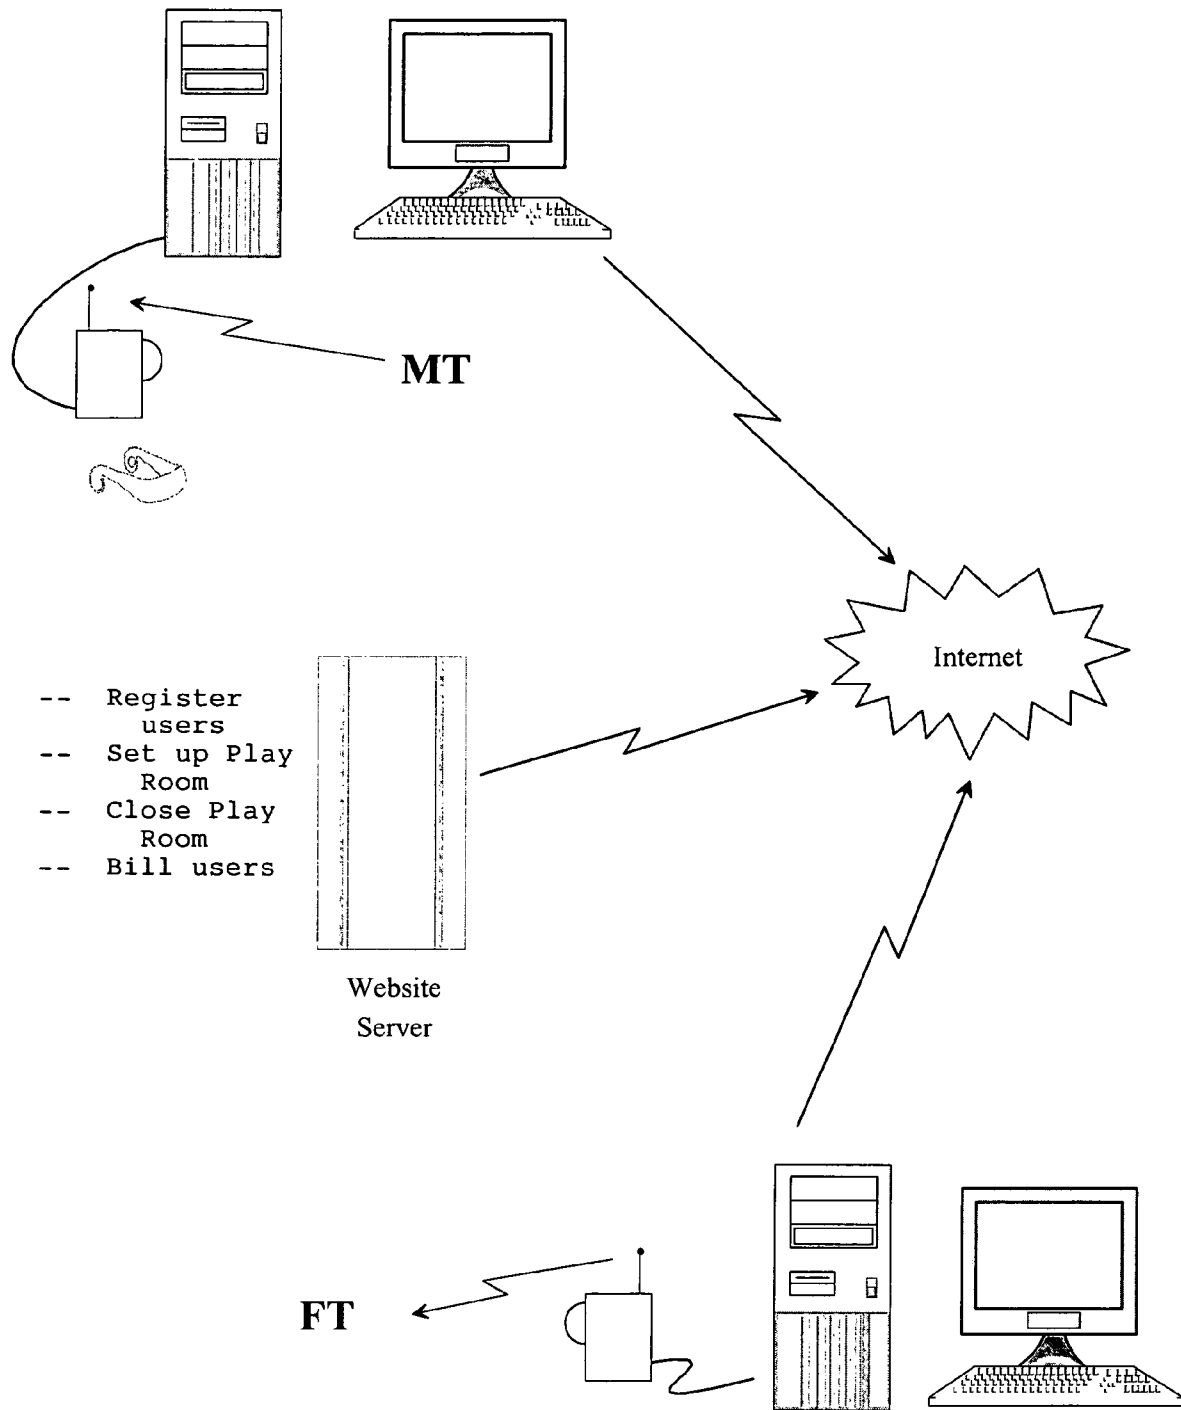 MT
Internet
-- Register
users
-- Set up Play
Room
-- Close Play
Room
-- Bill users
Website
Server
FT